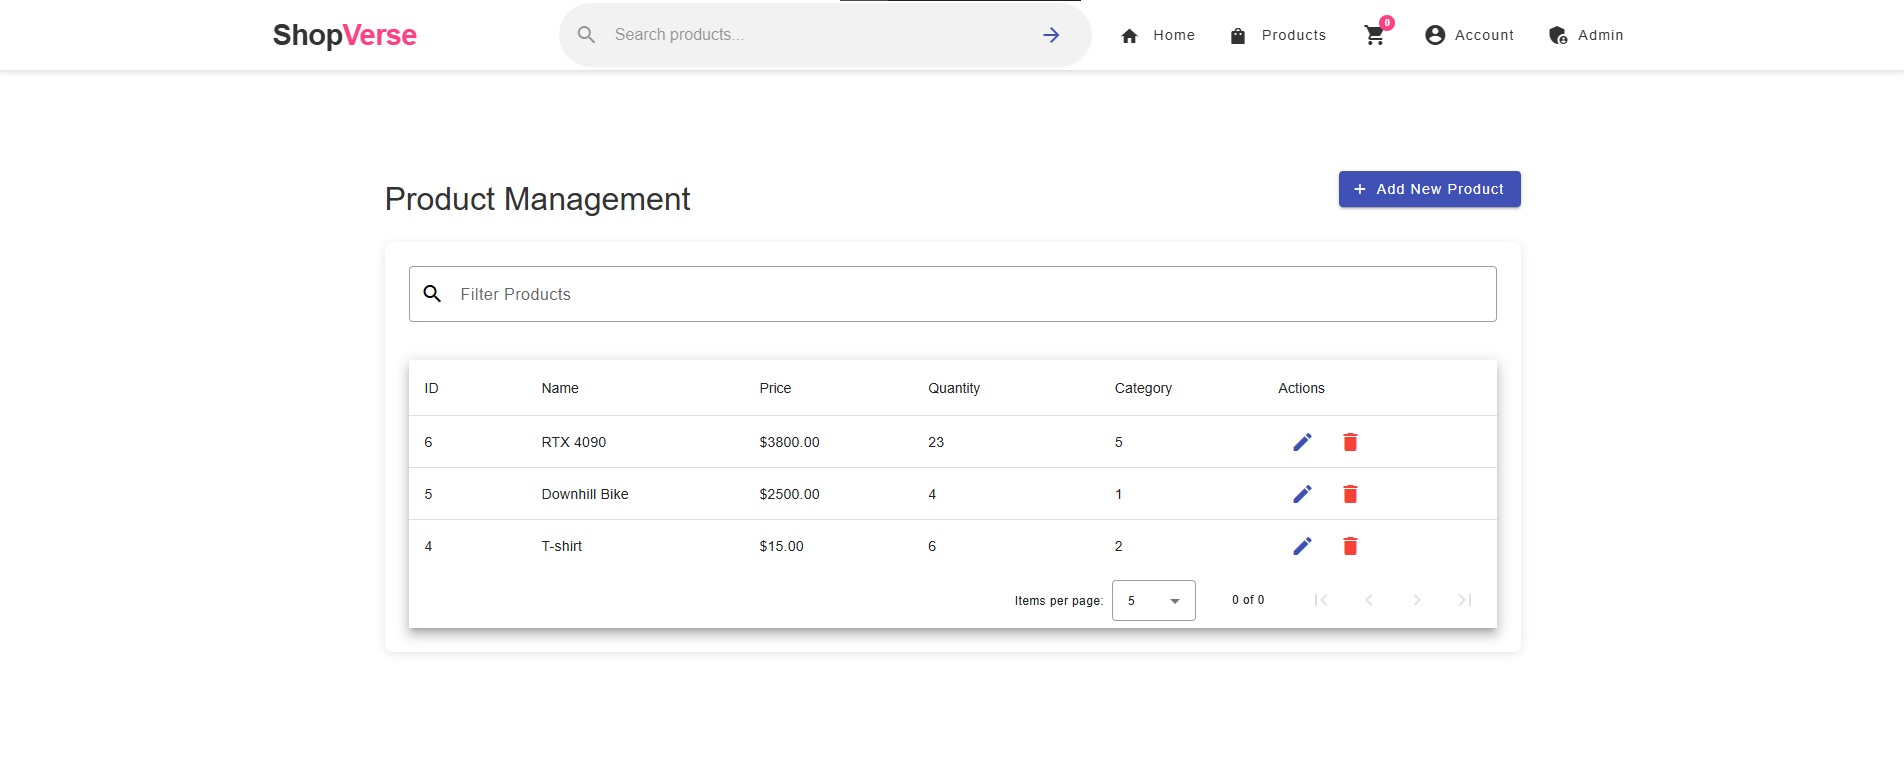 ShopVerse Search products... Home Products 0 Account Admin
Product Management + Add New Product
Filter Products
ID Name Price Quantity Category Actions
6 RTX 4090 $3800.00 23 5
5 Downhill Bike $2500.00 4 1
4 T-shirt $15.00 6 2
Items per page: 5 0 of 0